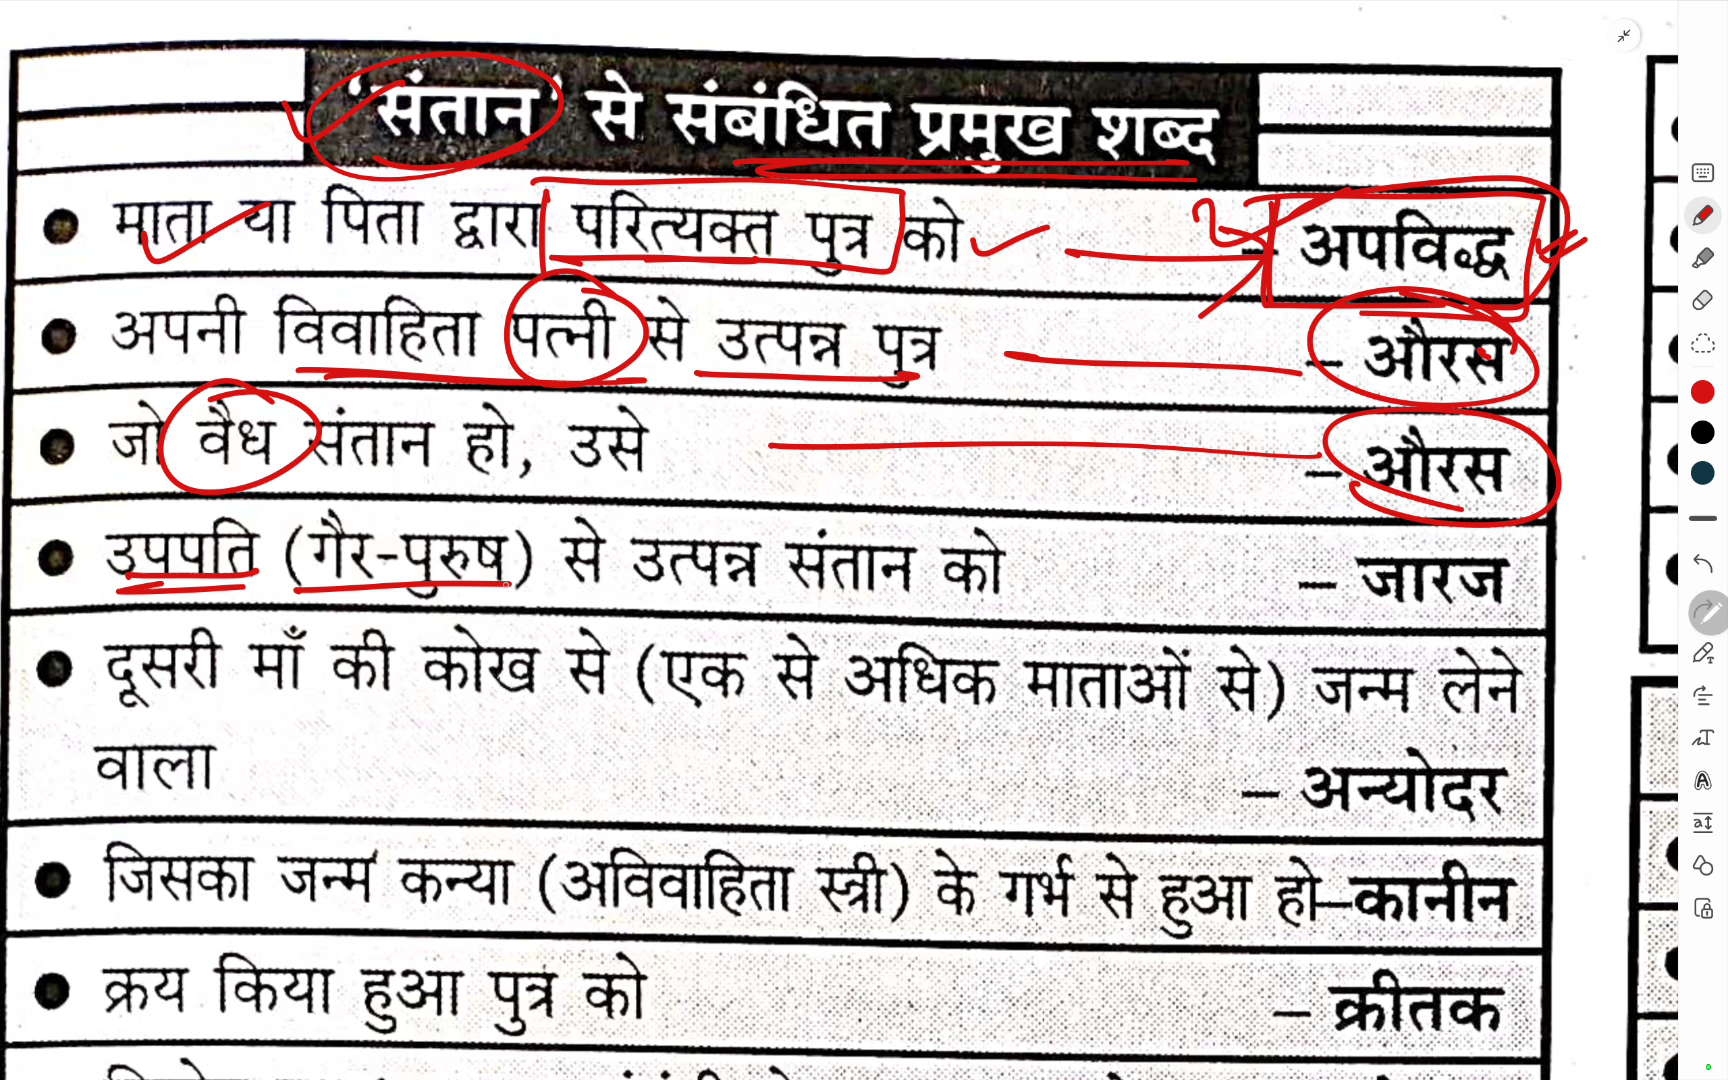 'संतान' से संबंधित प्रमुख शब्द
● माता या पिता द्वारा परित्यक्त पुत्र को – अपविद्ध
● अपनी विवाहिता पत्नी से उत्पन्न पुत्र – औरस
● जो वैध संतान हो, उसे – औरस
● उपपति (गैर-पुरुष) से उत्पन्न संतान को – जारज
● दूसरी माँ की कोख से (एक से अधिक माताओं से) जन्म लेने
वाला – अन्योदर
● जिसका जन्म कन्या (अविवाहिता स्त्री) के गर्भ से हुआ हो–कानीन
● क्रय किया हुआ पुत्र को – क्रीतक